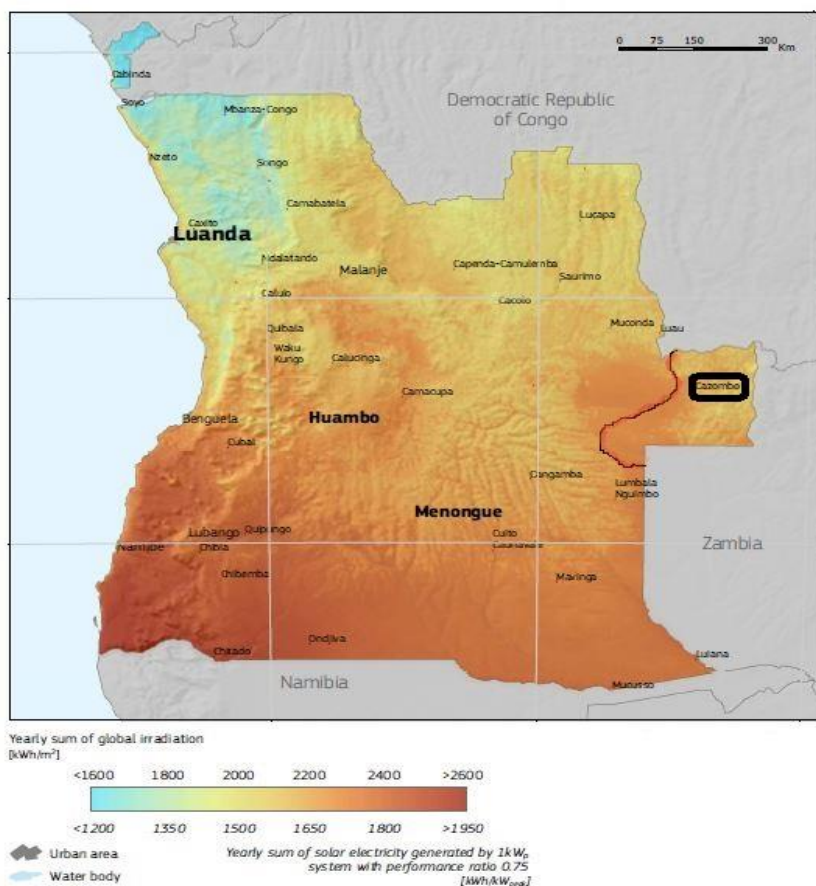 0 75 150 300
Km
Cabinda
Soyo
Mbanza-Congo
Democratic Republic
of Congo
Nzeto
Songo
Camabatela
Lucapa
Caxito
Luanda
Ndalatando
Malanje
Capenda-Camulemba
Saurimo
Calulo
Cacolo
Quibala
Muconda
Luau
Waku
Kungo
Calucinga
Cazombo
Camacupa
Benguela
Huambo
Cubal
Cangamba
Lumbala
Nguimbo
Menongue
Lubango
Quipungo
Cuito
Cuanavale
Zambia
Namibe
Chibia
Chibemba
Mavinga
Ondjiva
Chitado
Luiana
Namibia
Mucusso
Yearly sum of global irradiation
[kWh/m²]
<1600 1800 2000 2200 2400 >2600
<1200 1350 1500 1650 1800 >1950
Urban area
Water body
Yearly sum of solar electricity generated by 1kWp
system with performance ratio 0.75
[kWh/kWpeak]